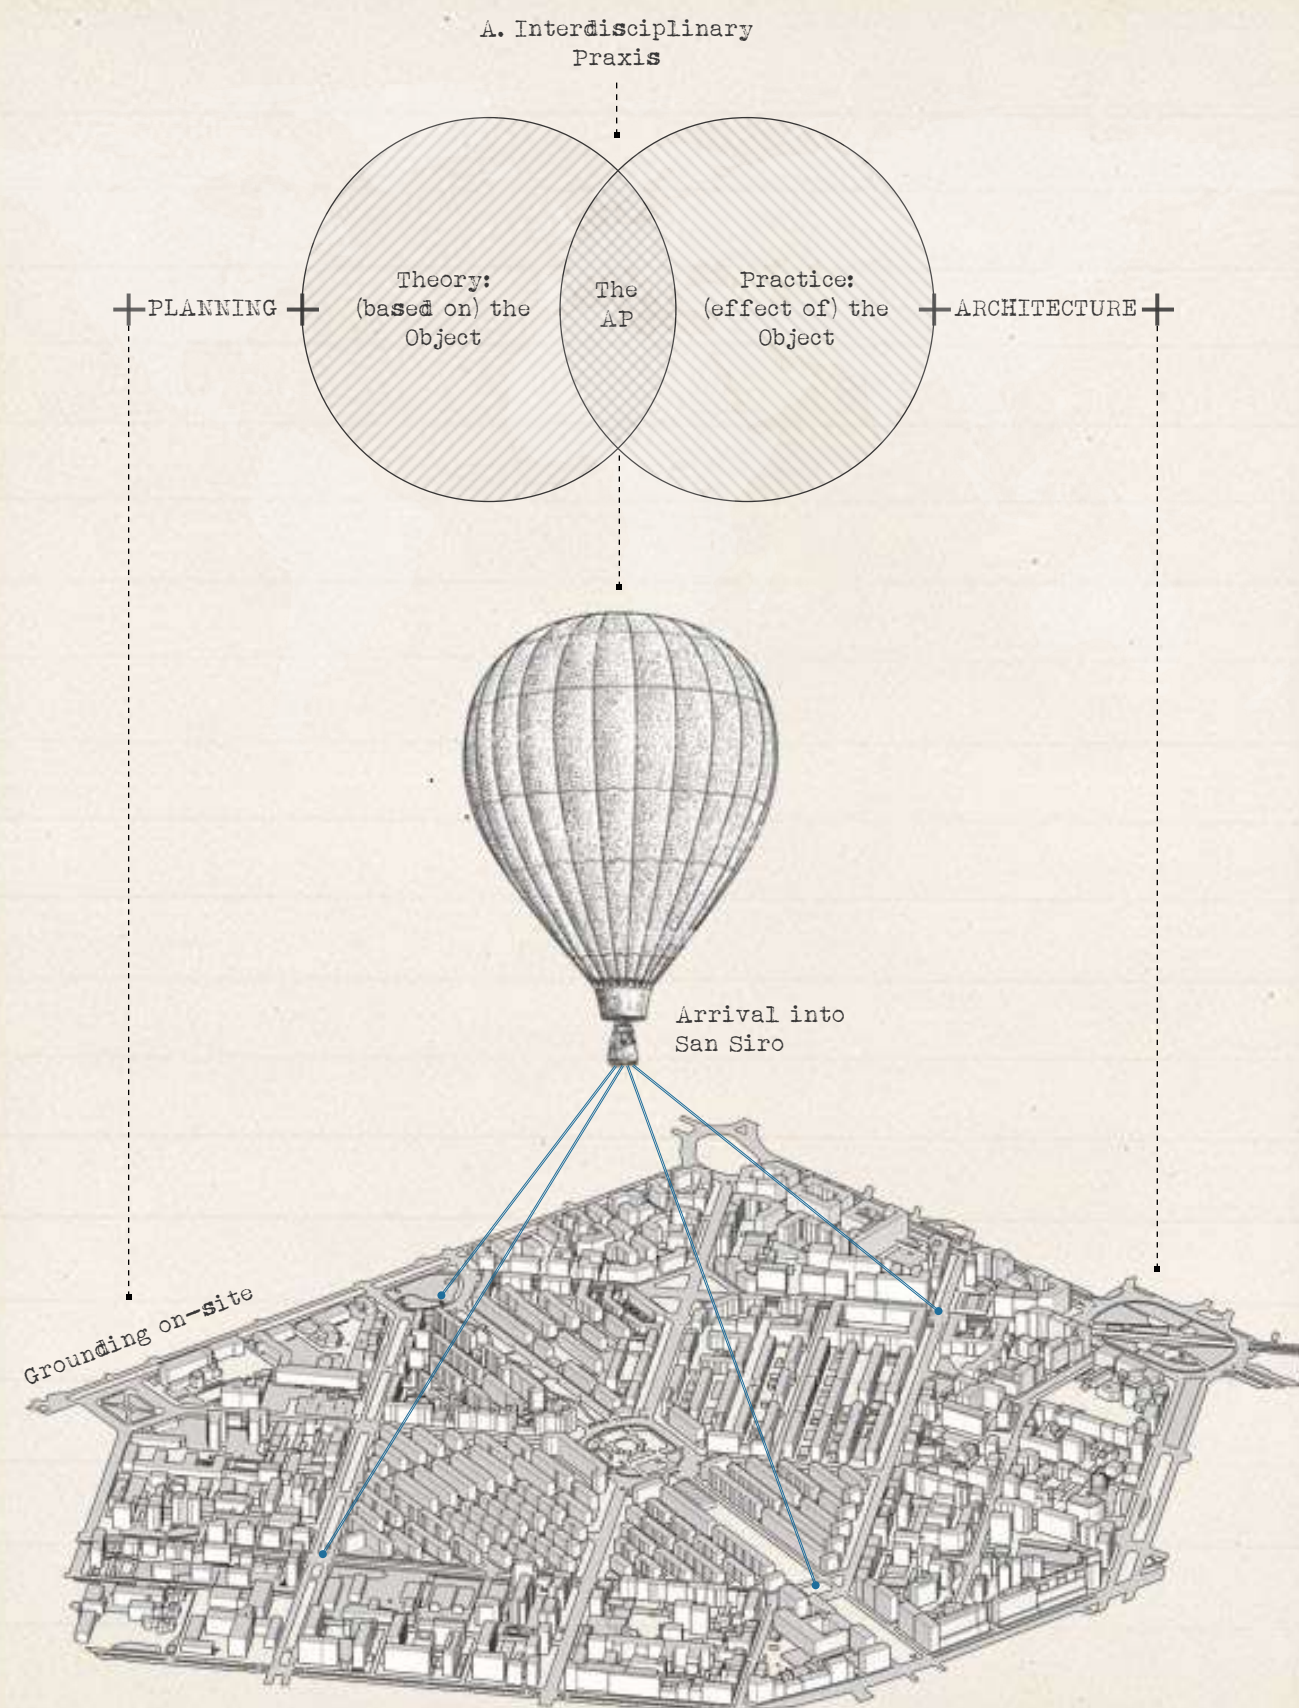 A. Interdisciplinary
Praxis
PLANNING
Theory:
(based on) the
Object
The
AP
Practice:
(effect of) the
Object
ARCHITECTURE
Arrival into
San Siro
Grounding on-site